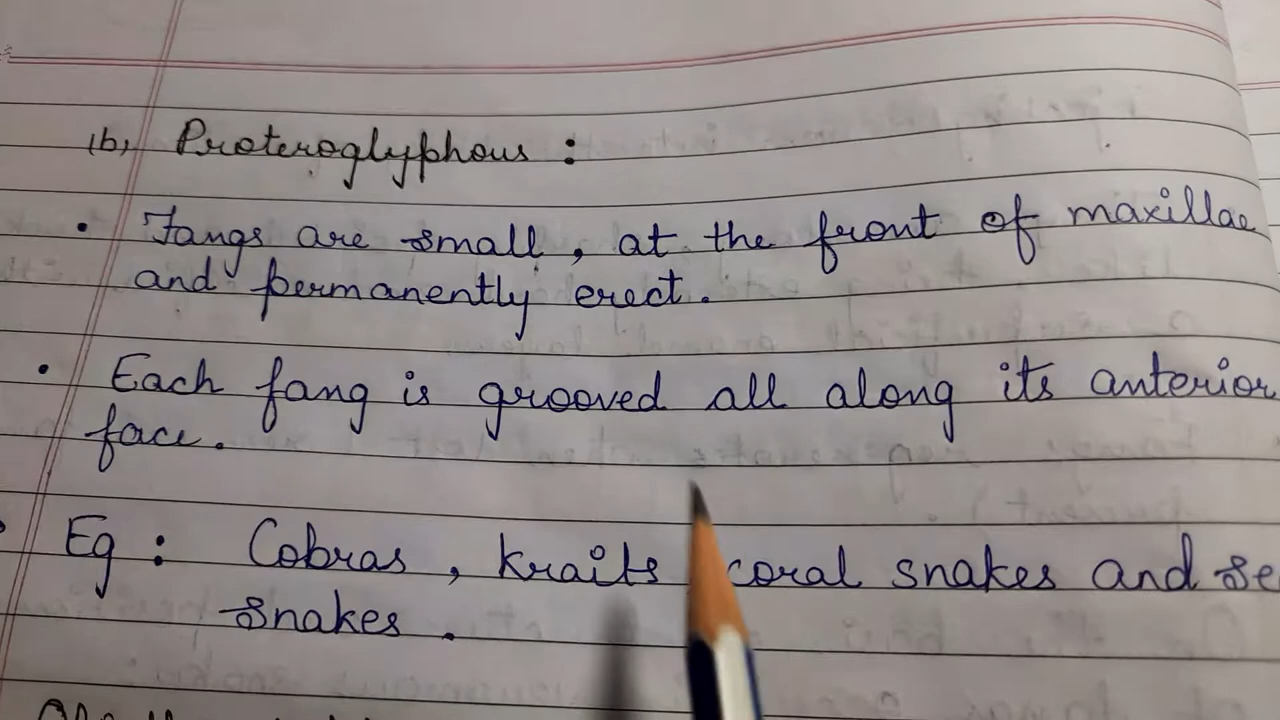 (b) Proteroglyphous :
• Fangs are small, at the front of maxillae
and permanently erect.
• Each fang is grooved all along its anterior
face.
Eg : Cobras, kraits coral snakes and se
snakes.